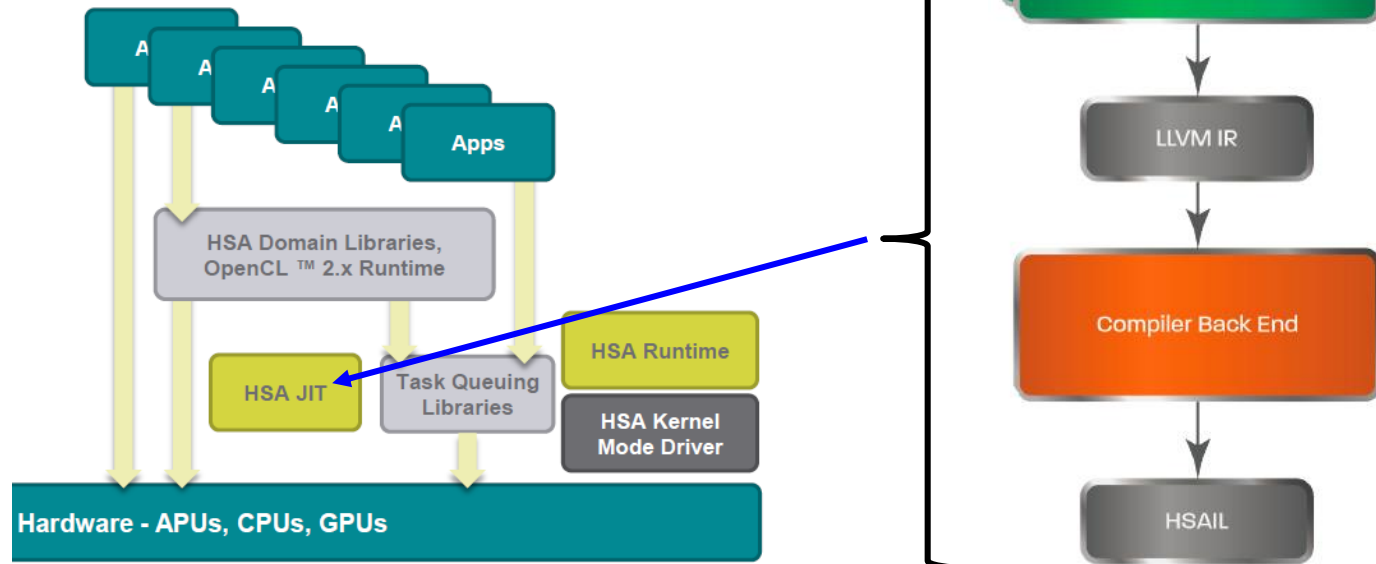 A
A
A
A
A
Apps
HSA Domain Libraries,
OpenCL ™ 2.x Runtime
HSA JIT
Task Queuing
Libraries
HSA Runtime
HSA Kernel
Mode Driver
Hardware - APUs, CPUs, GPUs
LLVM IR
Compiler Back End
HSAIL